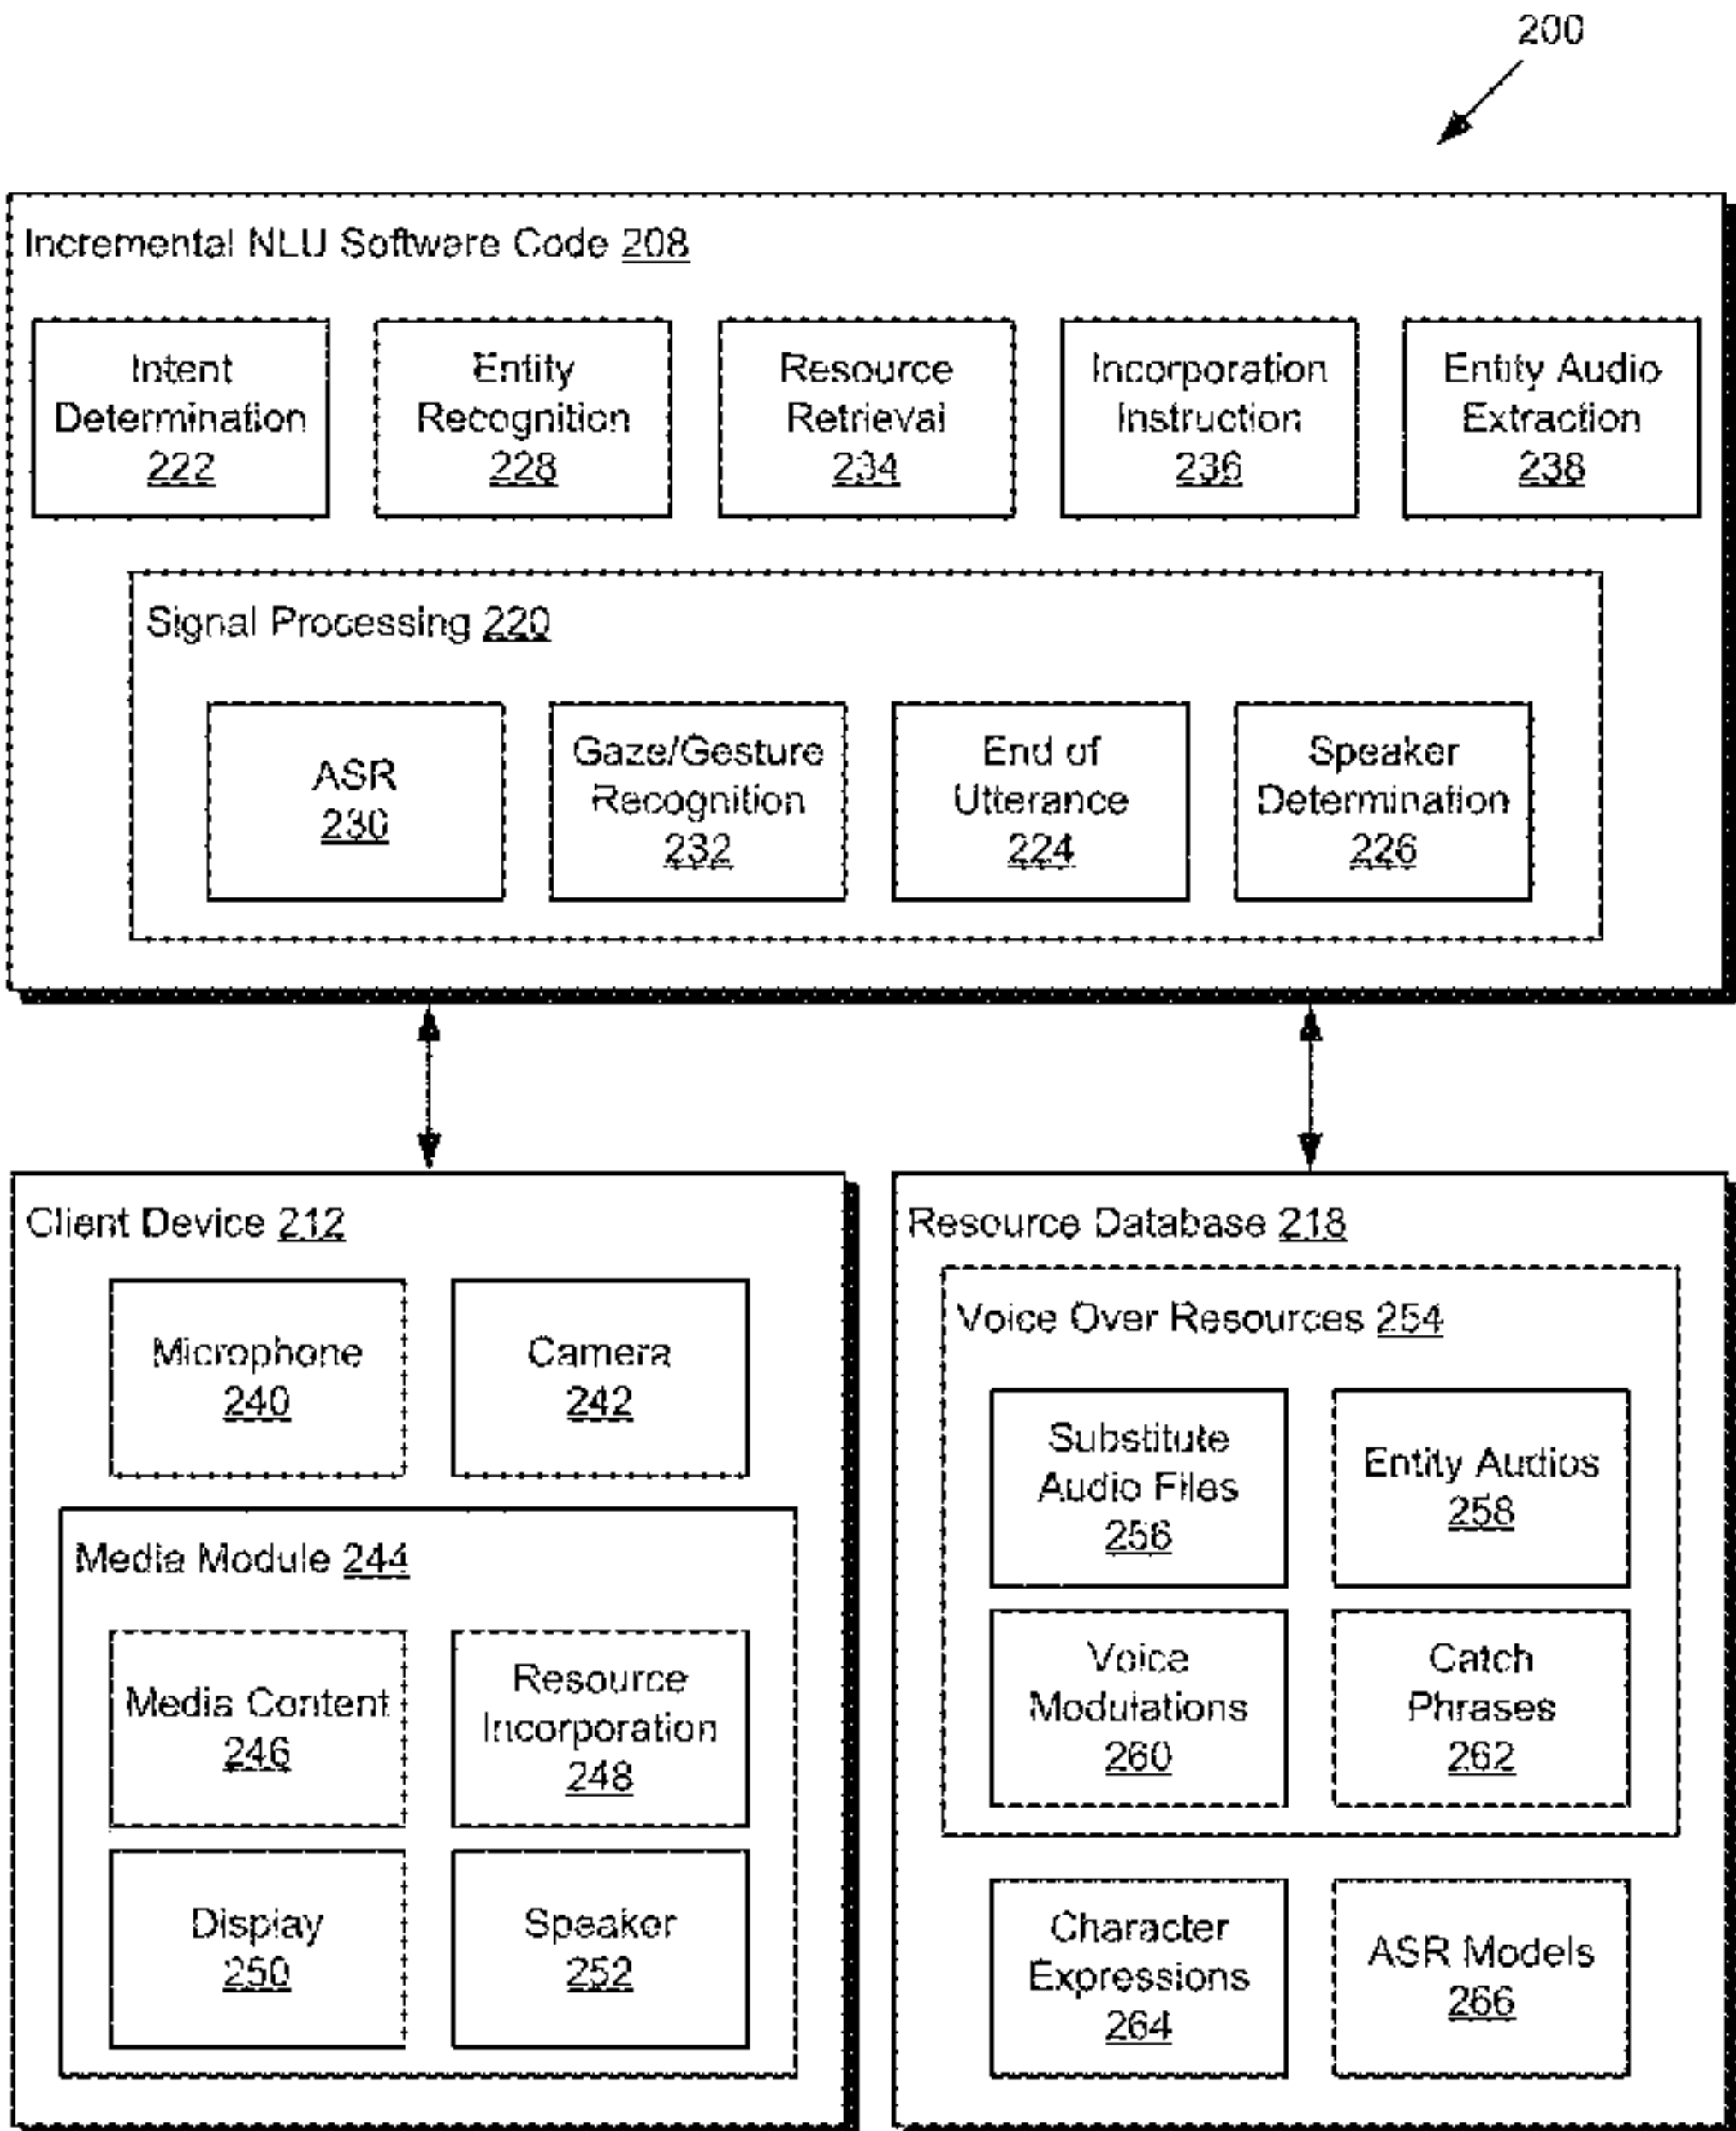 200
Incremental NLU Software Code 208
Intent
Determination
222
Entity
Recognition
228
Resource
Retrieval
234
Incorporation
Instruction
236
Entity Audio
Extraction
238
Signal Processing 220
ASR
230
Gaze/Gesture
Recognition
232
End of
Utterance
224
Speaker
Determination
226
Client Device 212
Microphone
240
Camera
242
Media Module 244
Media Content
246
Resource
Incorporation
248
Display
250
Speaker
252
Resource Database 218
Voice Over Resources 254
Substitute
Audio Files
256
Entity Audios
258
Voice
Modulations
260
Catch
Phrases
262
Character
Expressions
264
ASR Models
266